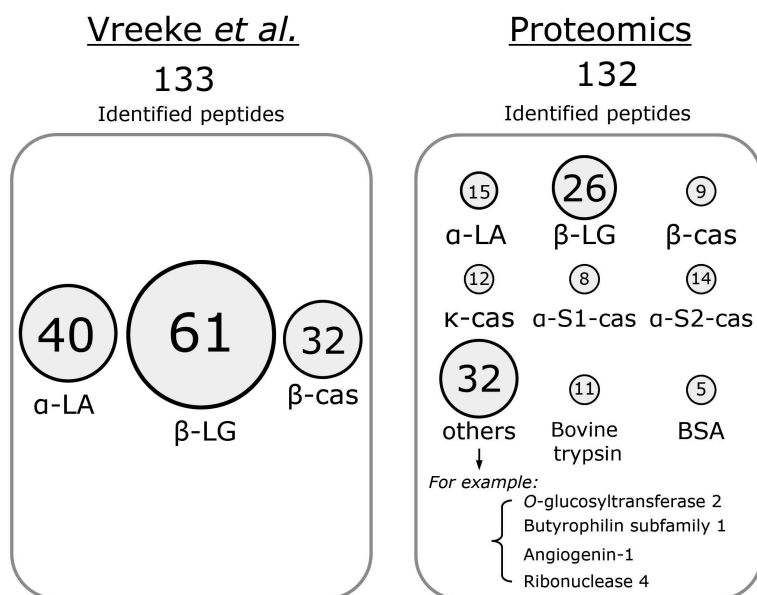 Vreeke et al.
133
Identified peptides
40
α-LA
61
β-LG
32
β-cas
Proteomics
132
Identified peptides
15
α-LA
26
β-LG
9
β-cas
12
κ-cas
8
α-S1-cas
14
α-S2-cas
32
others
11
Bovine
trypsin
5
BSA
For example:
O-glucosyltransferase 2
Butyrophilin subfamily 1
Angiogenin-1
Ribonuclease 4